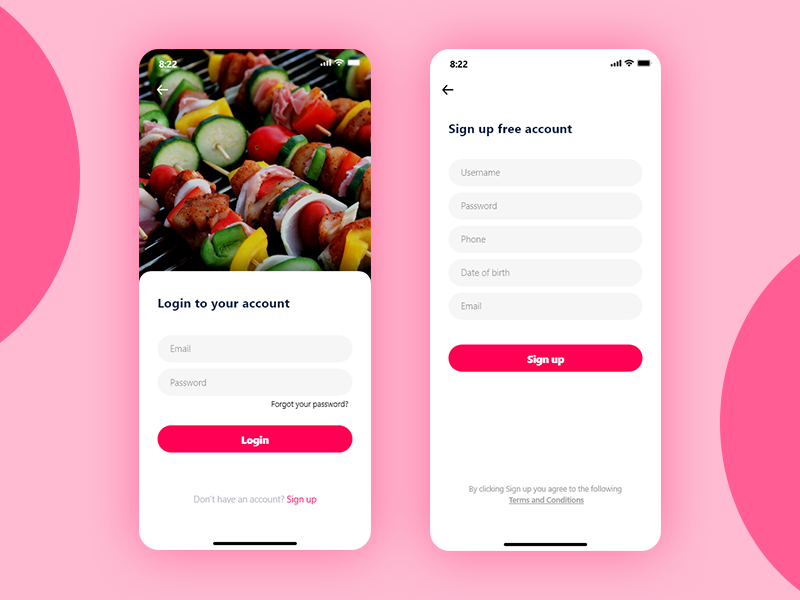 8:22
Login to your account
Email
Password
Forgot your password?
Login
Don't have an account? Sign up
8:22
Sign up free account
Username
Password
Phone
Date of birth
Email
Sign up
By clicking Sign up you agree to the following
Terms and Conditions